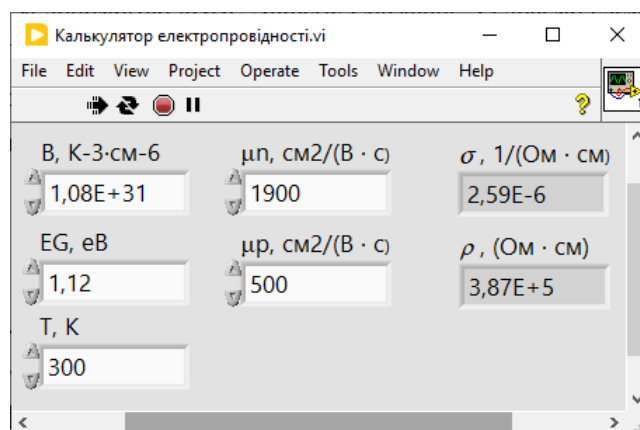 Калькулятор електропровідності.vi
File Edit View Project Operate Tools Window Help
B, К-3·см-6 μn, см2/(В · с) σ, 1/(Ом · см)
1,08E+31 1900 2,59E-6
EG, еВ μp, см2/(В · с) ρ, (Ом · см)
1,12 500 3,87E+5
T, К
300